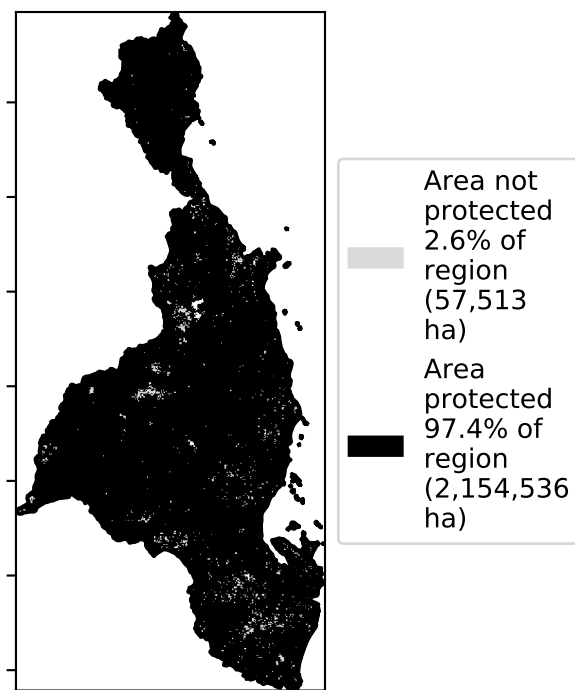 Area not
protected
2.6% of
region
(57,513
ha)
Area
protected
97.4% of
region
(2,154,536
ha)